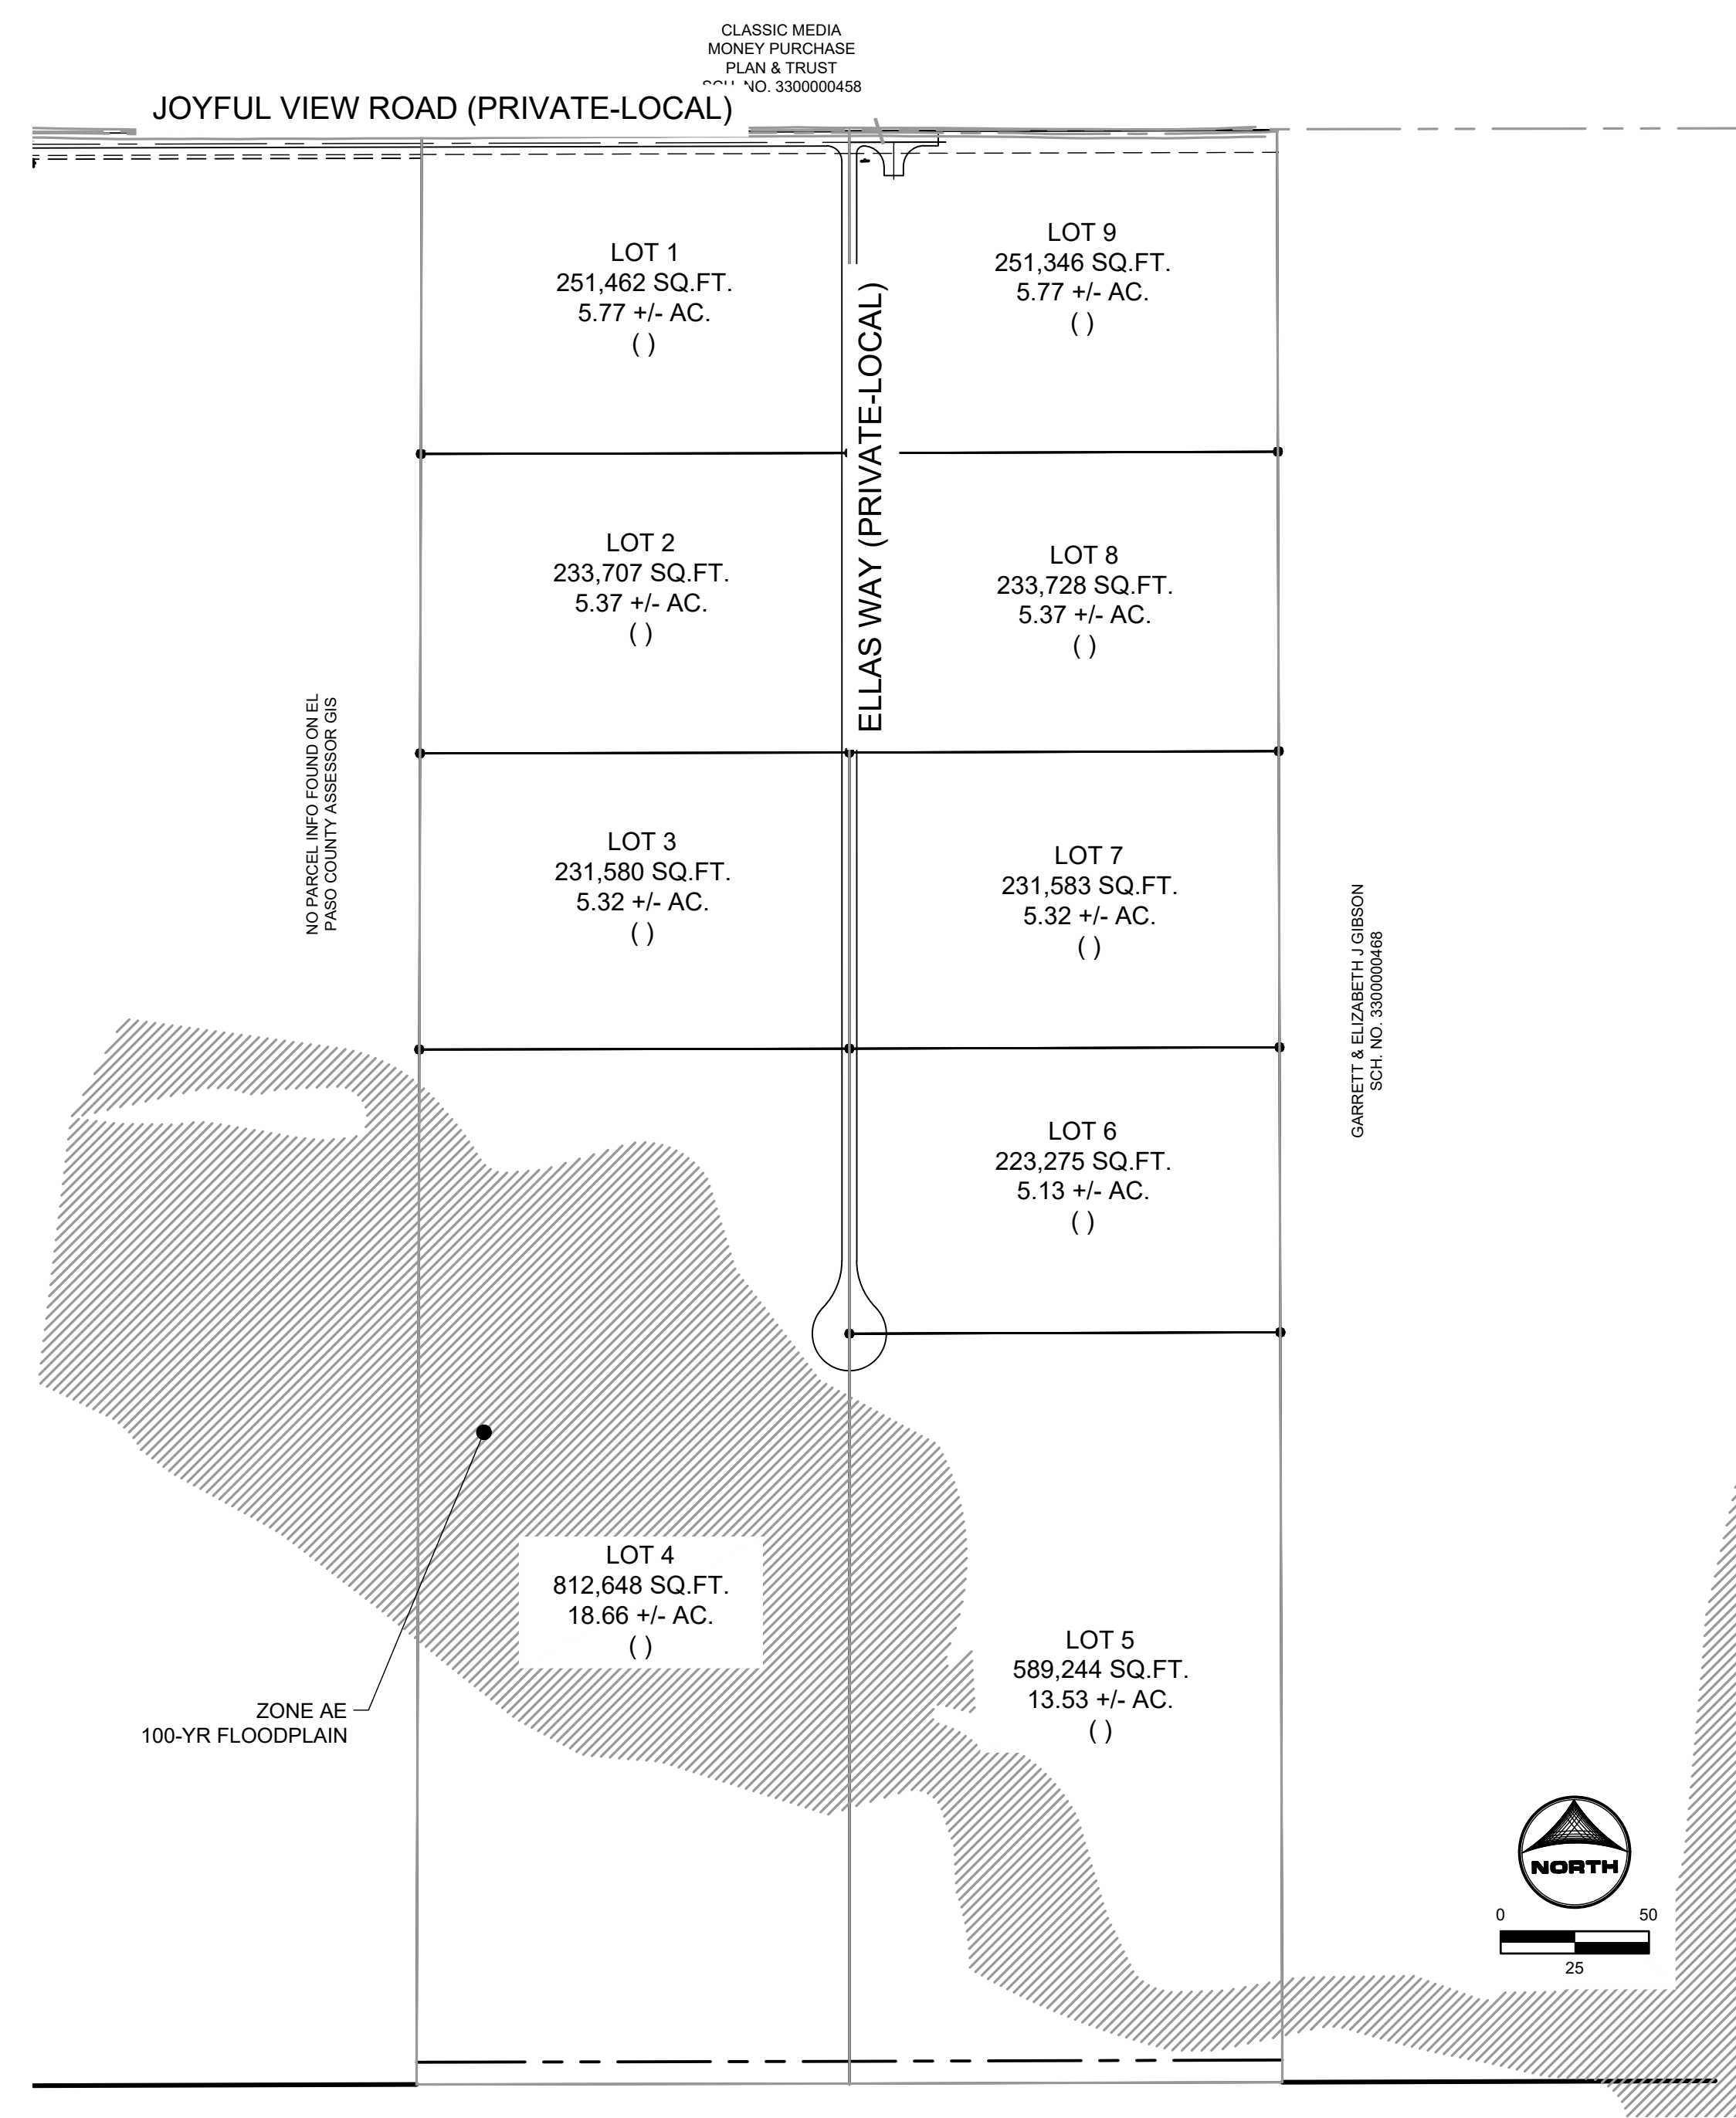 CLASSIC MEDIA
MONEY PURCHASE
PLAN & TRUST
SCH. NO. 3300000458
JOYFUL VIEW ROAD (PRIVATE-LOCAL)
LOT 1
251,462 SQ.FT.
5.77 +/- AC.
( )
LOT 9
251,346 SQ.FT.
5.77 +/- AC.
( )
ELLAS WAY (PRIVATE-LOCAL)
LOT 2
233,707 SQ.FT.
5.37 +/- AC.
( )
LOT 8
233,728 SQ.FT.
5.37 +/- AC.
( )
NO PARCEL INFO FOUND ON EL
PASO COUNTY ASSESSOR GIS
LOT 3
231,580 SQ.FT.
5.32 +/- AC.
( )
LOT 7
231,583 SQ.FT.
5.32 +/- AC.
( )
GARRETT & ELIZABETH J GIBSON
SCH. NO. 3300000468
LOT 6
223,275 SQ.FT.
5.13 +/- AC.
( )
LOT 4
812,648 SQ.FT.
18.66 +/- AC.
( )
LOT 5
589,244 SQ.FT.
13.53 +/- AC.
( )
ZONE AE
100-YR FLOODPLAIN
NORTH
0 50
25